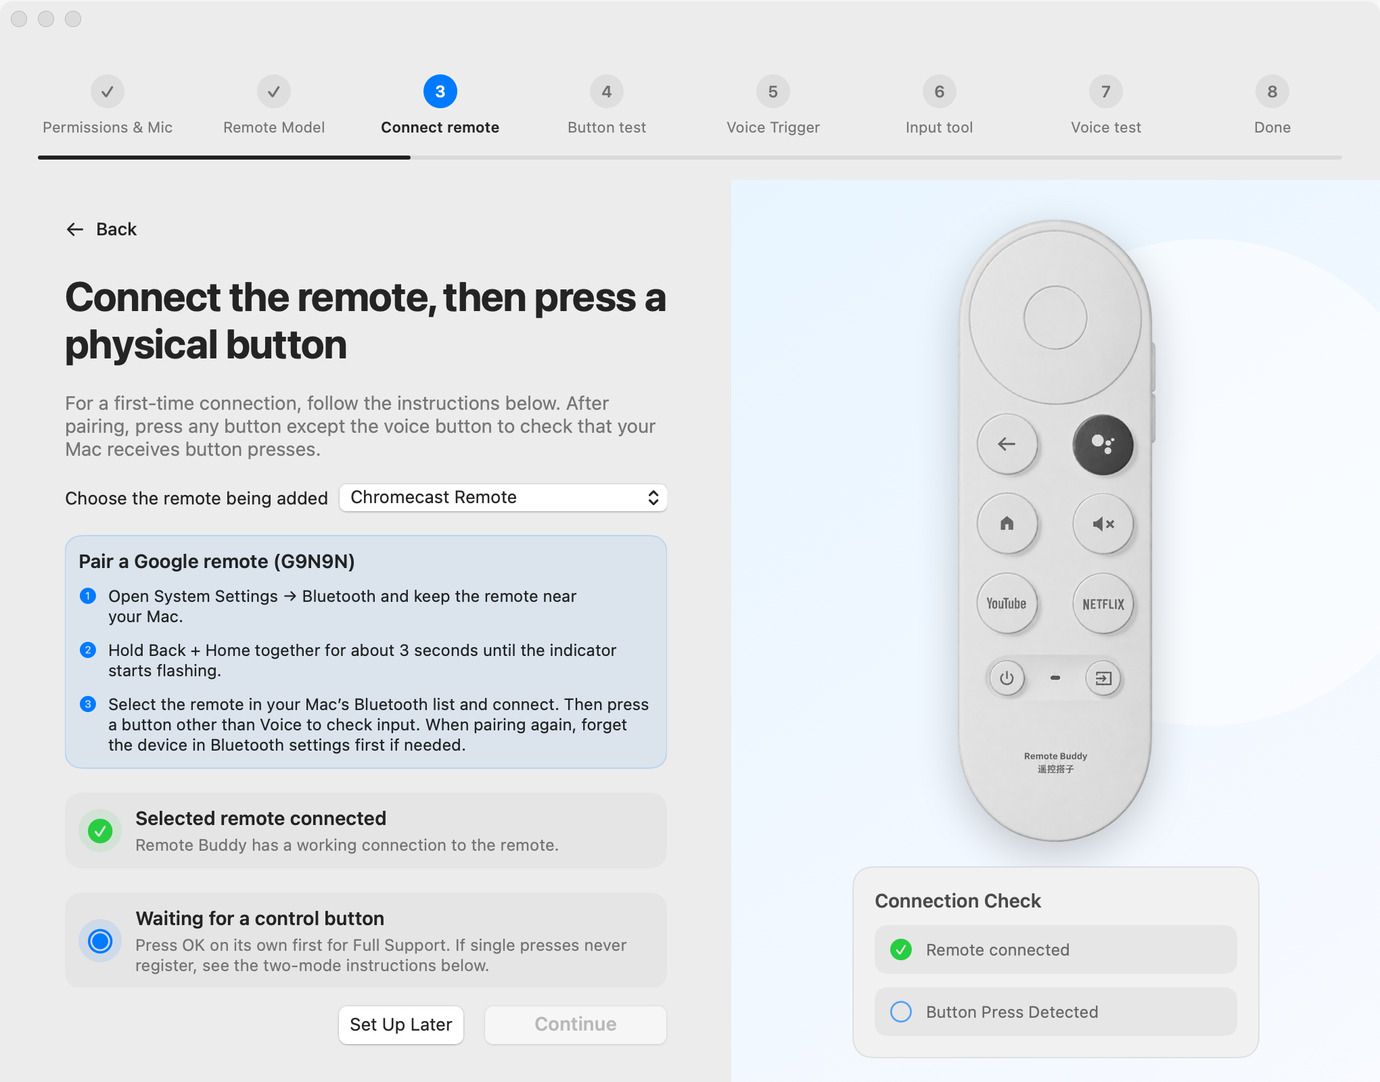 3
4
5
6
7
8
Permissions & Mic
Remote Model
Connect remote
Button test
Voice Trigger
Input tool
Voice test
Done
← Back
Connect the remote, then press a
physical button
For a first-time connection, follow the instructions below. After
pairing, press any button except the voice button to check that your
Mac receives button presses.
Choose the remote being added
Chromecast Remote
Pair a Google remote (G9N9N)
1 Open System Settings → Bluetooth and keep the remote near
your Mac.
2 Hold Back + Home together for about 3 seconds until the indicator
starts flashing.
3 Select the remote in your Mac’s Bluetooth list and connect. Then press
a button other than Voice to check input. When pairing again, forget
the device in Bluetooth settings first if needed.
Selected remote connected
Remote Buddy has a working connection to the remote.
Waiting for a control button
Press OK on its own first for Full Support. If single presses never
register, see the two-mode instructions below.
Set Up Later
Continue
YouTube
NETFLIX
Remote Buddy
遥控搭子
Connection Check
Remote connected
Button Press Detected